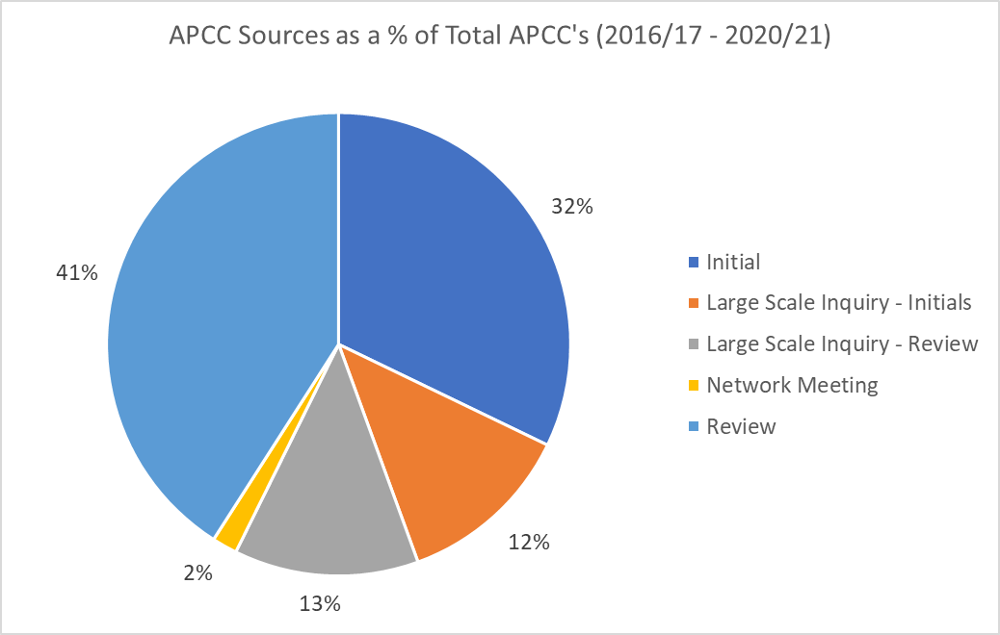 APCC Sources as a % of Total APCC's (2016/17 - 2020/21)
32%
41%
12%
2%
13%
Initial
Large Scale Inquiry - Initials
Large Scale Inquiry - Review
Network Meeting
Review